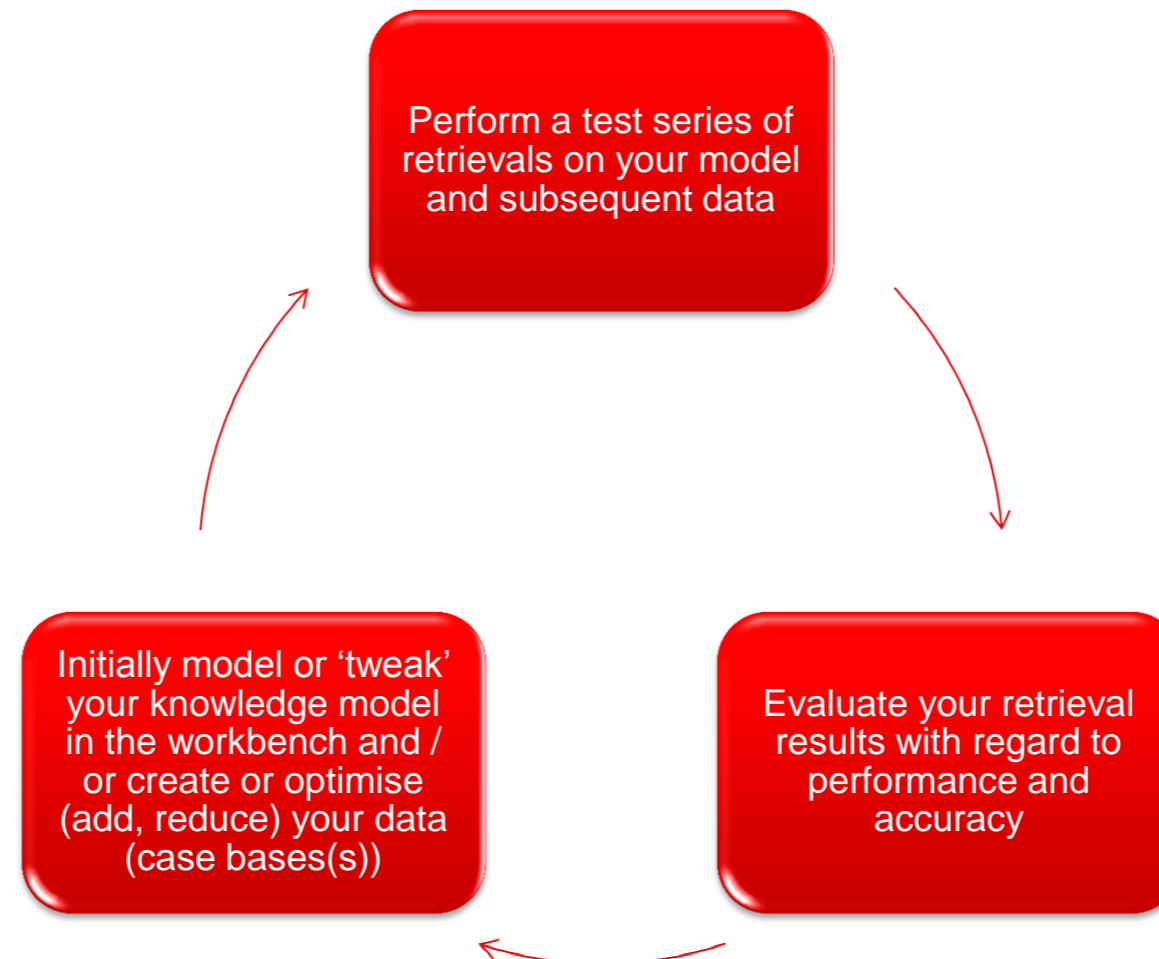 Perform a test series of
retrievals on your model
and subsequent data
Initially model or ‘tweak’
your knowledge model
in the workbench and /
or create or optimise
(add, reduce) your data
(case bases(s))
Evaluate your retrieval
results with regard to
performance and
accuracy